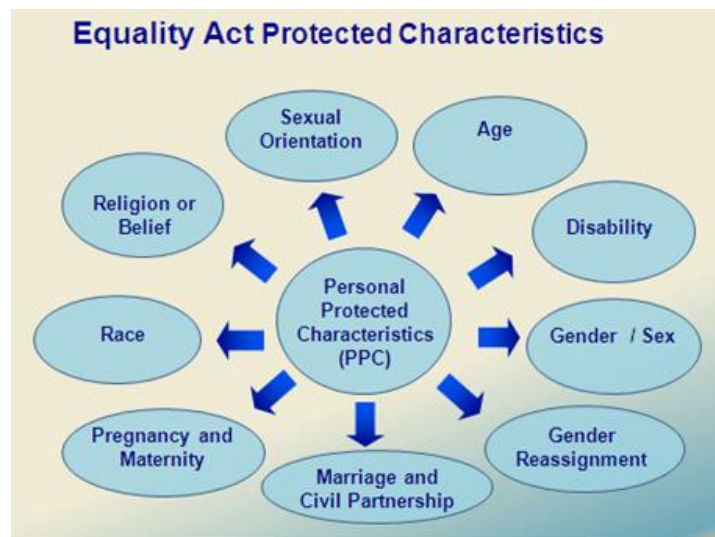 Equality Act Protected Characteristics
Sexual
Orientation
Age
Religion or
Belief
Disability
Personal
Protected
Characteristics
(PPC)
Race
Gender / Sex
Pregnancy and
Maternity
Gender
Reassignment
Marriage and
Civil Partnership